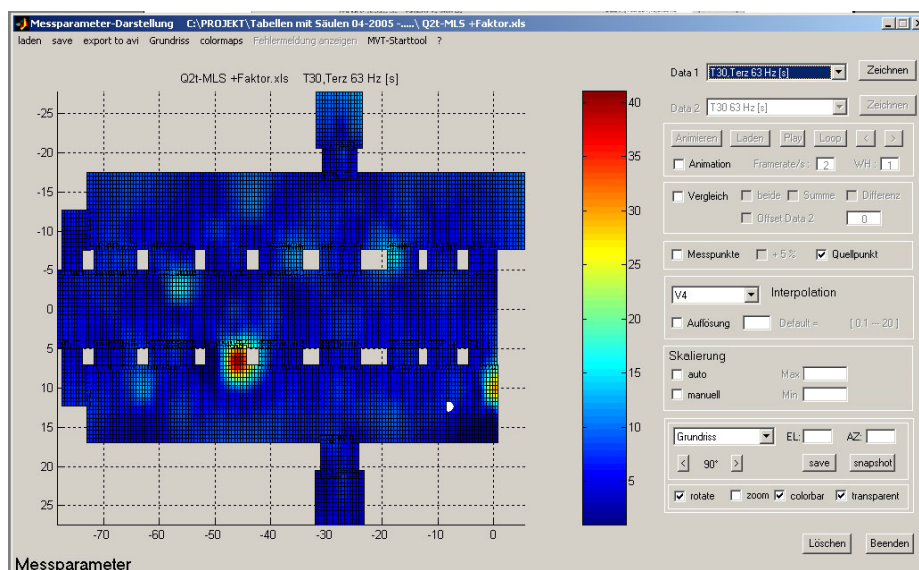 Messparameter-Darstellung C:\PROJEKT\Tabellen mit Säulen 04-2005 -.....\ Q2t-MLS +Faktor.xls
laden save export to avi Grundriss colormaps Fehlermeldung anzeigen MVT-Starttool ?
Q2t-MLS +Faktor.xls T30,Terz 63 Hz [s]
-25
-20
-15
-10
-5
0
5
10
15
20
25
-70 -60 -50 -40 -30 -20 -10 0
40
35
30
25
20
15
10
5
Data 1 T30,Terz 63 Hz [s] Zeichnen
Data 2 T30 63 Hz [s] Zeichnen
Animieren Laden Play Loop < >
Animation Framerate/s : 2 WH : 1
Vergleich beide Summe Differenz
Offset Data 2 0
Messpunkte + 5 % Quellpunkt
V4 Interpolation
Auflösung Default = [ 0.1 --- 20 ]
Skalierung
auto Max
manuell Min
Grundriss EL: AZ:
< 90° > save snapshot
rotate zoom colorbar transparent
Löschen Beenden
Messparameter